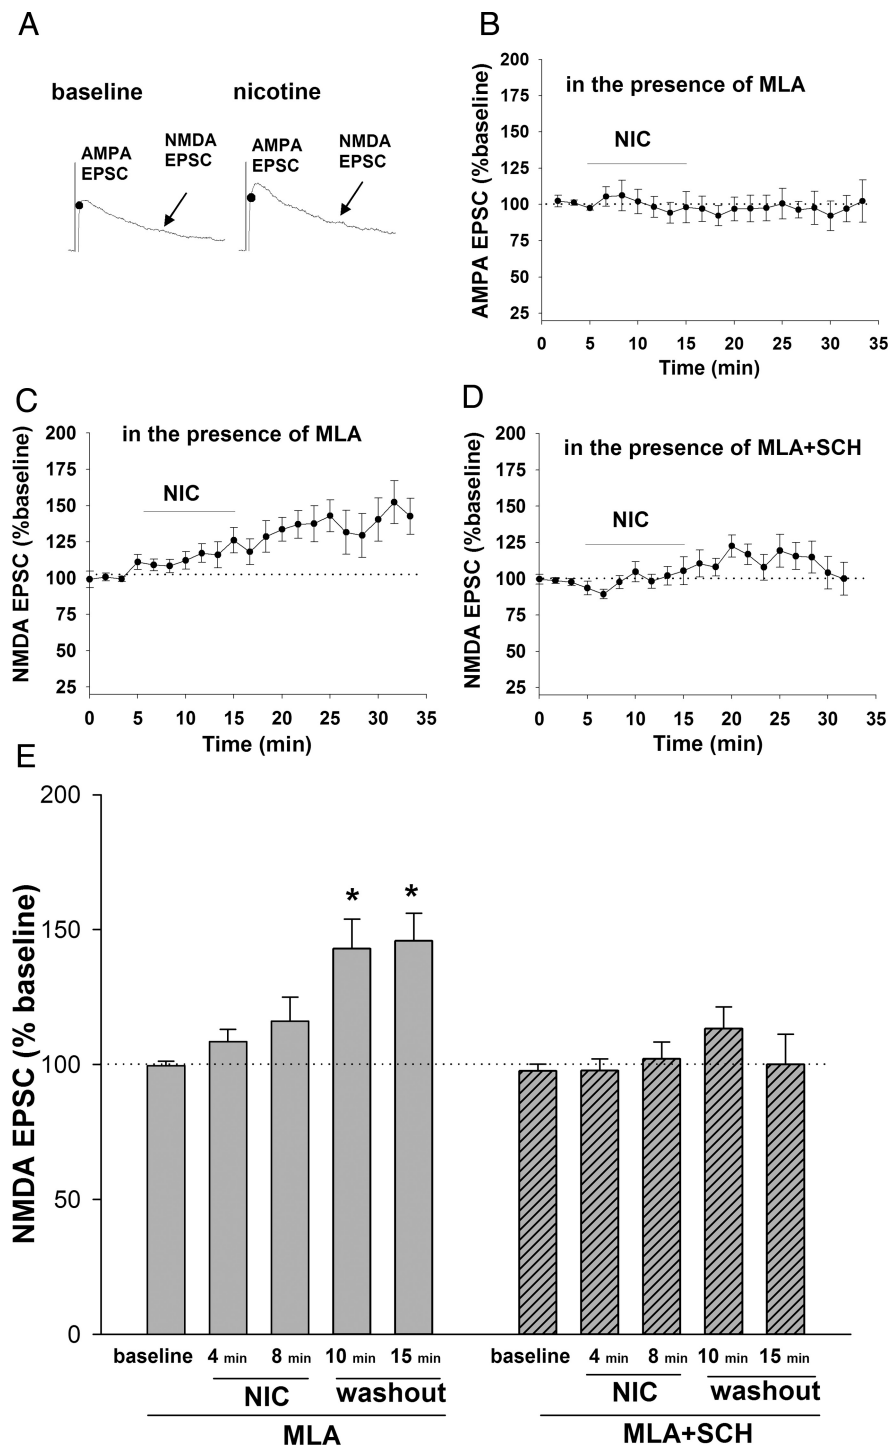 A
baseline
nicotine
AMPA
EPSC
NMDA
EPSC
AMPA
EPSC
NMDA
EPSC
B
in the presence of MLA
NIC
AMPA EPSC (%baseline)
200
175
150
125
100
75
50
25
0 5 10 15 20 25 30 35
Time (min)
C
in the presence of MLA
NIC
NMDA EPSC (%baseline)
200
175
150
125
100
75
50
25
0 5 10 15 20 25 30 35
Time (min)
D
in the presence of MLA+SCH
NIC
NMDA EPSC (%baseline)
200
175
150
125
100
75
50
25
0 5 10 15 20 25 30 35
Time (min)
E
NMDA EPSC (% baseline)
200
150
100
50
0
* *
baseline 4 min 8 min 10 min 15 min baseline 4 min 8 min 10 min 15 min
NIC washout NIC washout
MLA MLA+SCH